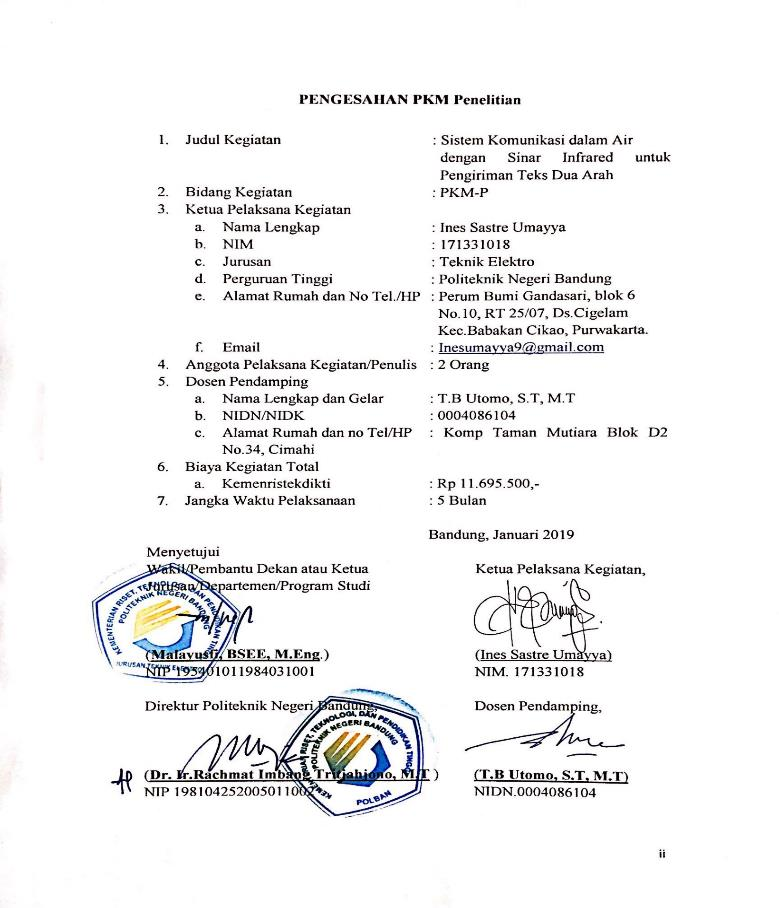 PENGESAHAN PKM Penelitian
1. Judul Kegiatan : Sistem Komunikasi dalam Air
dengan Sinar Infrared untuk
Pengiriman Teks Dua Arah
2. Bidang Kegiatan : PKM-P
3. Ketua Pelaksana Kegiatan
a. Nama Lengkap : Ines Sastre Umayya
b. NIM : 171331018
c. Jurusan : Teknik Elektro
d. Perguruan Tinggi : Politeknik Negeri Bandung
e. Alamat Rumah dan No Tel./HP : Perum Bumi Gandasari, blok 6
No.10, RT 25/07, Ds.Cigelam
Kec.Babakan Cikao, Purwakarta.
f. Email : Inesumayya9@gmail.com
4. Anggota Pelaksana Kegiatan/Penulis : 2 Orang
5. Dosen Pendamping
a. Nama Lengkap dan Gelar : T.B Utomo, S.T, M.T
b. NIDN/NIDK : 0004086104
c. Alamat Rumah dan no Tel/HP : Komp Taman Mutiara Blok D2
No.34, Cimahi
6. Biaya Kegiatan Total
a. Kemenristekdikti : Rp 11.695.500,-
7. Jangka Waktu Pelaksanaan : 5 Bulan
Bandung, Januari 2019
Menyetujui
Wakil/Pembantu Dekan atau Ketua
Jurusan/Departemen/Program Studi
KEMENTERIAN RISET, TEKNOLOGI, DAN PENDIDIKAN TINGGI
POLITEKNIK NEGERI BANDUNG
JURUSAN TEKNIK ELEKTRO
(Malayusfi, BSEE, M.Eng.)
NIP 195401011984031001
Ketua Pelaksana Kegiatan,
(Ines Sastre Umayya)
NIM. 171331018
Direktur Politeknik Negeri Bandung,
KEMENTERIAN RISET, TEKNOLOGI, DAN PENDIDIKAN TINGGI
POLITEKNIK NEGERI BANDUNG
POLBAN
(Dr. Ir.Rachmat Imbang Tritjahjono, M.T )
NIP 198104252005011002
Dosen Pendamping,
(T.B Utomo, S.T, M.T)
NIDN.0004086104
ii